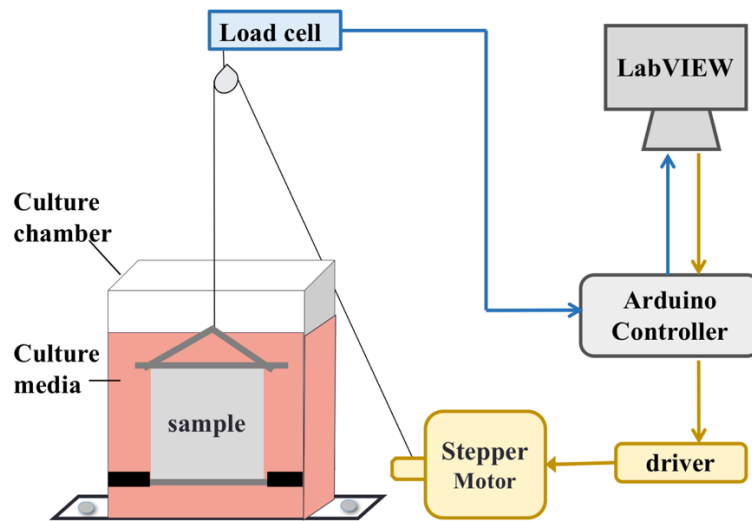 Load cell
LabVIEW
Culture
chamber
Arduino
Controller
Culture
media
sample
Stepper
Motor
driver